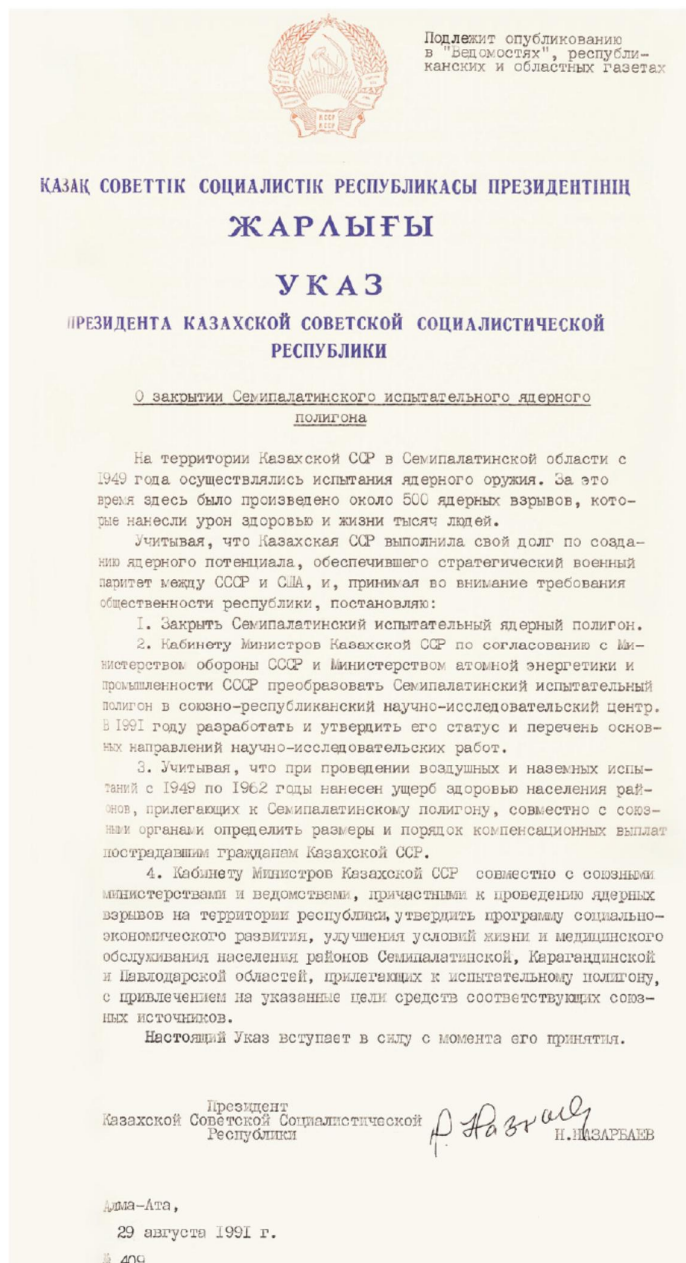 Подлежит опубликованию
в "Ведомостях", республи-
канских и областных газетах
ҚАЗАҚ СОВЕТТІК СОЦИАЛИСТІК РЕСПУБЛИКАСЫ ПРЕЗИДЕНТІНІҢ
ЖАРЛЫҒЫ
УКАЗ
ПРЕЗИДЕНТА КАЗАХСКОЙ СОВЕТСКОЙ СОЦИАЛИСТИЧЕСКОЙ
РЕСПУБЛИКИ
О закрытии Семипалатинского испытательного ядерного
полигона
На территории Казахской ССР в Семипалатинской области с
1949 года осуществлялись испытания ядерного оружия. За это
время здесь было произведено около 500 ядерных взрывов, кото-
рые нанесли урон здоровью и жизни тысяч людей.
Учитывая, что Казахская ССР выполнила свой долг по созда-
нию ядерного потенциала, обеспечившего стратегический военный
паритет между СССР и США, и, принимая во внимание требования
общественности республики, постановляю:
1. Закрыть Семипалатинский испытательный ядерный полигон.
2. Кабинету Министров Казахской ССР по согласованию с Ми-
нистерством обороны СССР и Министерством атомной энергетики и
промышленности СССР преобразовать Семипалатинский испытательный
полигон в союзно-республиканский научно-исследовательский центр.
В 1991 году разработать и утвердить его статус и перечень основ-
ных направлений научно-исследовательских работ.
3. Учитывая, что при проведении воздушных и наземных испы-
таний с 1949 по 1962 годы нанесен ущерб здоровью населения рай-
онов, прилегающих к Семипалатинскому полигону, совместно с союз-
ными органами определить размеры и порядок компенсационных выплат
пострадавшим гражданам Казахской ССР.
4. Кабинету Министров Казахской ССР совместно с союзными
министерствами и ведомствами, причастными к проведению ядерных
взрывов на территории республики, утвердить программу социально-
экономического развития, улучшения условий жизни и медицинского
обслуживания населения районов Семипалатинской, Карагандинской
и Павлодарской областей, прилегающих к испытательному полигону,
с привлечением на указанные цели средств соответствующих союз-
ных источников.
Настоящий Указ вступает в силу с момента его принятия.
Президент
Казахской Советской Социалистической
Республики
Н.НАЗАРБАЕВ
Алма-Ата,
29 августа 1991 г.
№ 409